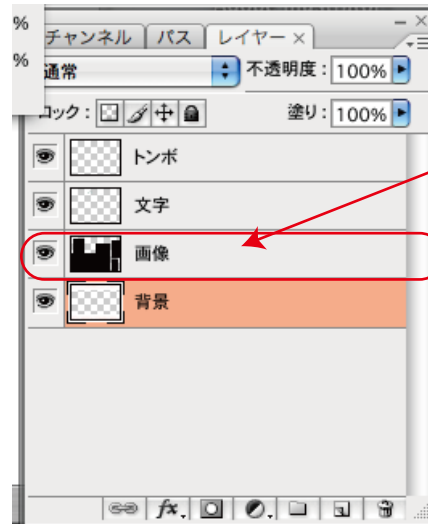 %
%
チャンネル パス レイヤー ×
通常 不透明度: 100%
ロック: 塗り: 100%
トンボ
文字
画像
背景
fx.